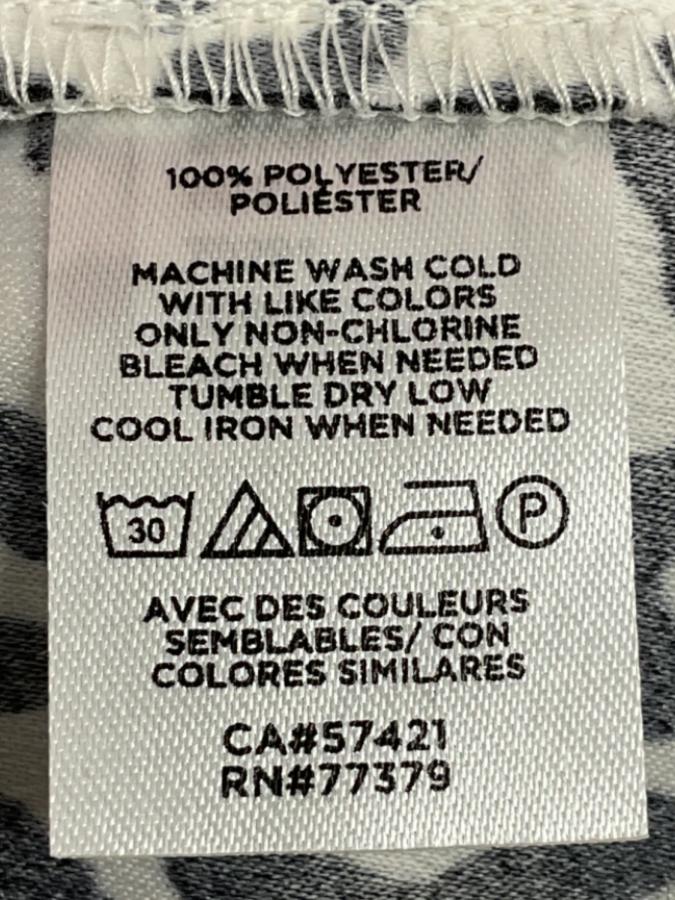 100% POLYESTER/
POLIÉSTER
MACHINE WASH COLD
WITH LIKE COLORS
ONLY NON-CHLORINE
BLEACH WHEN NEEDED
TUMBLE DRY LOW
COOL IRON WHEN NEEDED
30 P
AVEC DES COULEURS
SEMBLABLES/ CON
COLORES SIMILARES
CA#57421
RN#77379